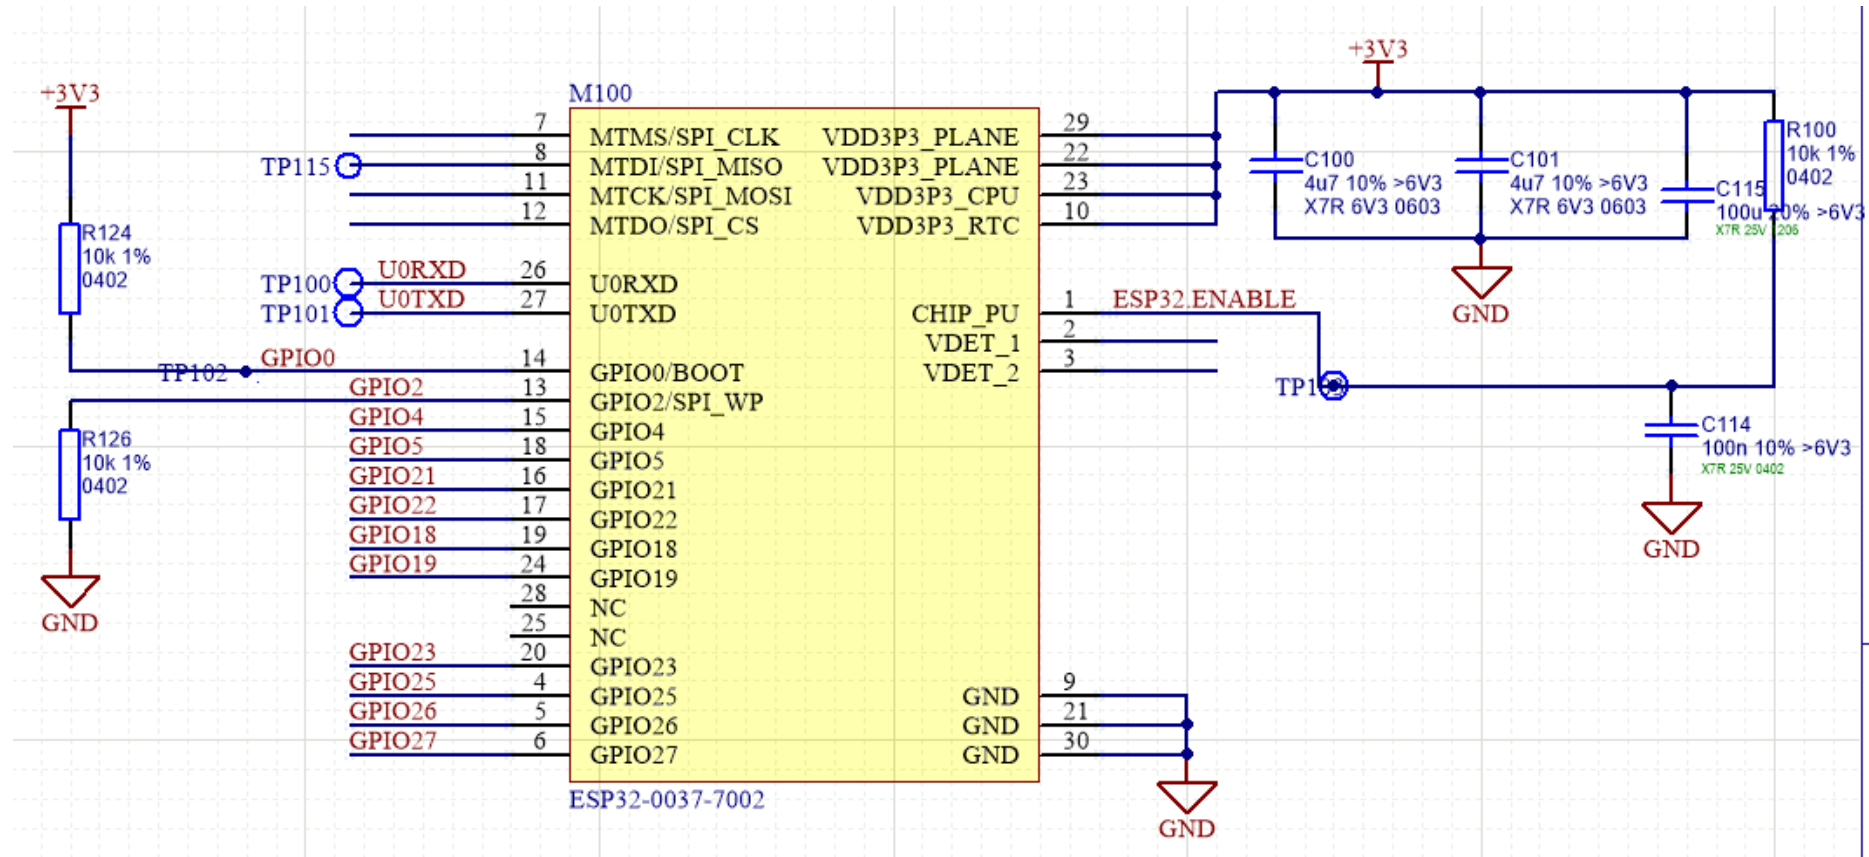 +3V3
R124
10k 1%
0402
R126
10k 1%
0402
GND
TP115
TP100
TP101
TP102
U0RXD
U0TXD
GPIO0
GPIO2
GPIO4
GPIO5
GPIO21
GPIO22
GPIO18
GPIO19
GPIO23
GPIO25
GPIO26
GPIO27
M100
7 MTMS/SPI_CLK VDD3P3_PLANE 29
8 MTDI/SPI_MISO VDD3P3_PLANE 22
11 MTCK/SPI_MOSI VDD3P3_CPU 23
12 MTDO/SPI_CS VDD3P3_RTC 10
26 U0RXD
27 U0TXD CHIP_PU 1
VDET_1 2
14 GPIO0/BOOT VDET_2 3
13 GPIO2/SPI_WP
15 GPIO4
18 GPIO5
16 GPIO21
17 GPIO22
19 GPIO18
24 GPIO19
28 NC
25 NC
20 GPIO23
4 GPIO25 GND 9
5 GPIO26 GND 21
6 GPIO27 GND 30
ESP32-0037-7002
GND
+3V3
C100
4u7 10% >6V3
X7R 6V3 0603
C101
4u7 10% >6V3
X7R 6V3 0603
C115
100u 20% >6V3
X7R 25V 1206
R100
10k 1%
0402
GND
ESP32.ENABLE
C114
100n 10% >6V3
X7R 25V 0402
GND